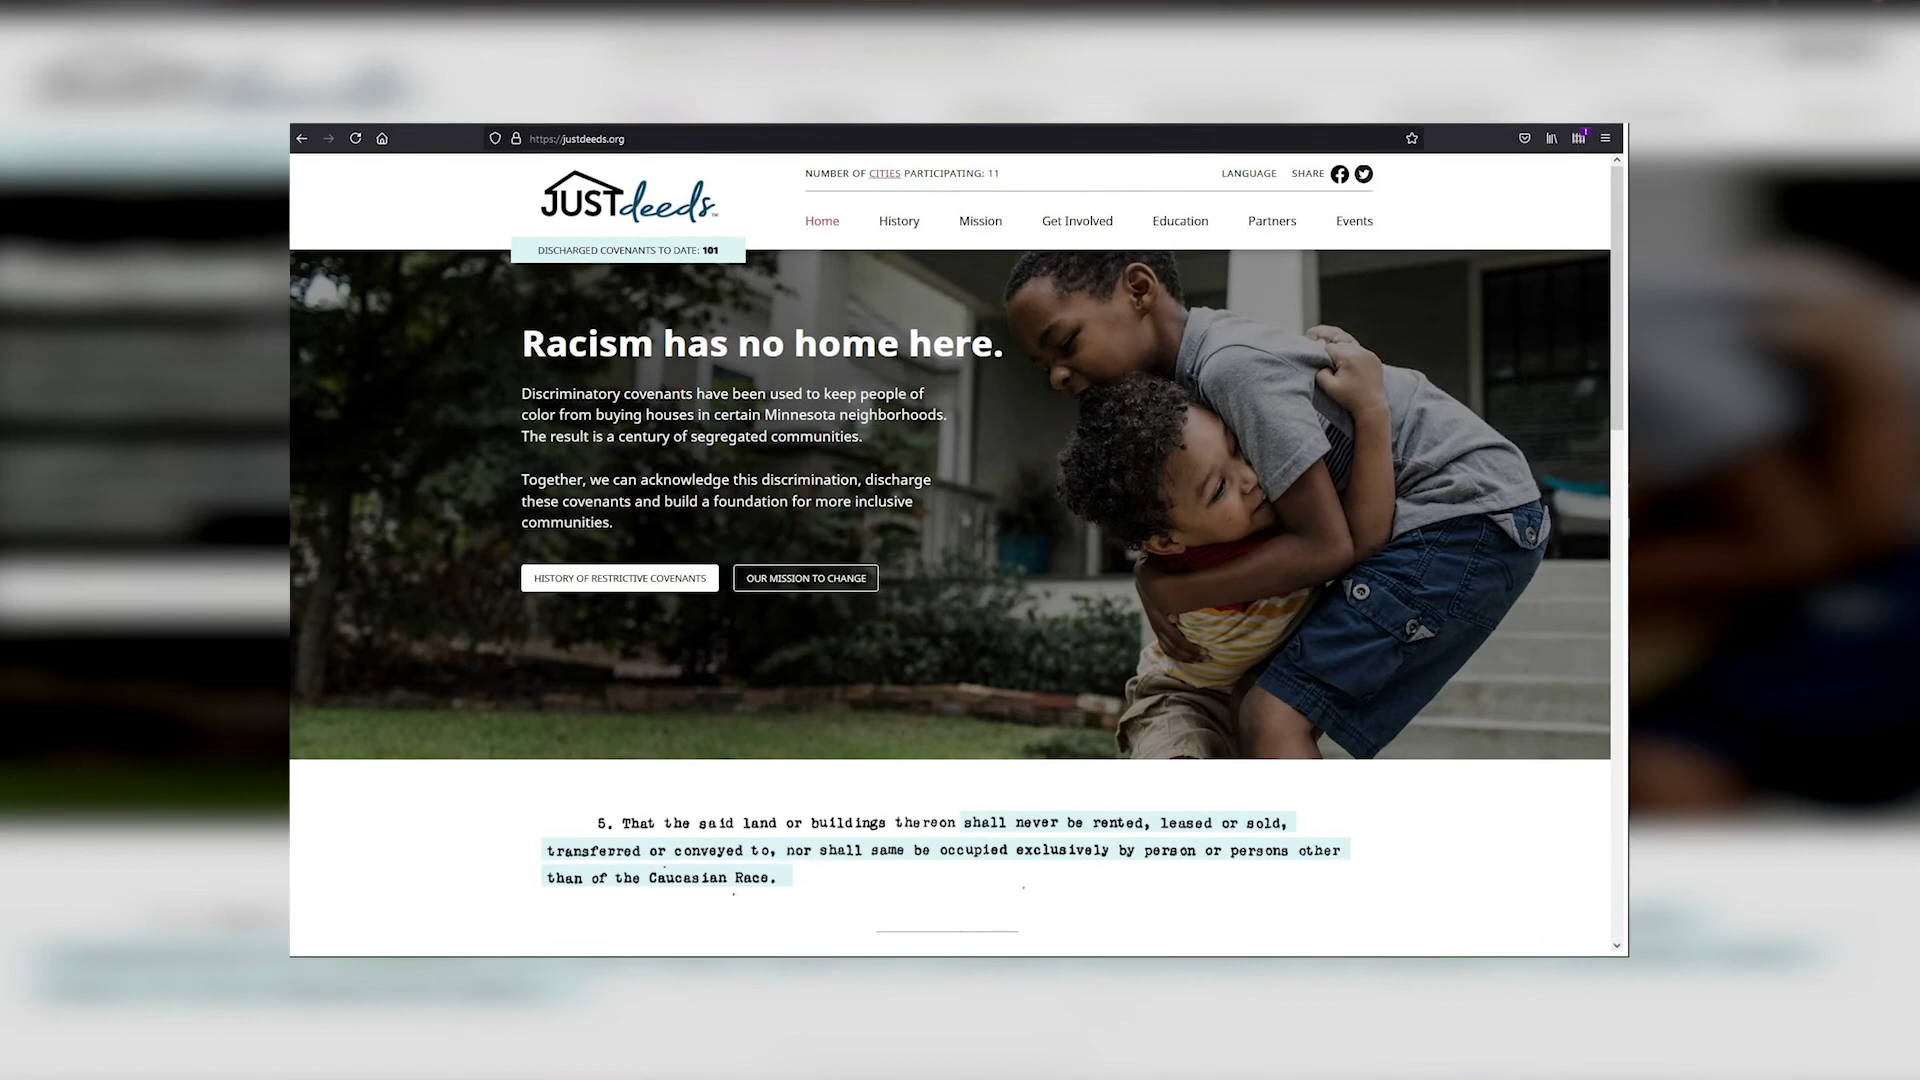 https://justdeeds.org
JUSTdeeds™
NUMBER OF CITIES PARTICIPATING: 11
LANGUAGE
SHARE
Home
History
Mission
Get Involved
Education
Partners
Events
DISCHARGED COVENANTS TO DATE: 101
Racism has no home here.
Discriminatory covenants have been used to keep people of
color from buying houses in certain Minnesota neighborhoods.
The result is a century of segregated communities.
Together, we can acknowledge this discrimination, discharge
these covenants and build a foundation for more inclusive
communities.
HISTORY OF RESTRICTIVE COVENANTS
OUR MISSION TO CHANGE
5. That the said land or buildings thereon shall never be rented, leased or sold,
transferred or conveyed to, nor shall same be occupied exclusively by person or persons other
than of the Caucasian Race.